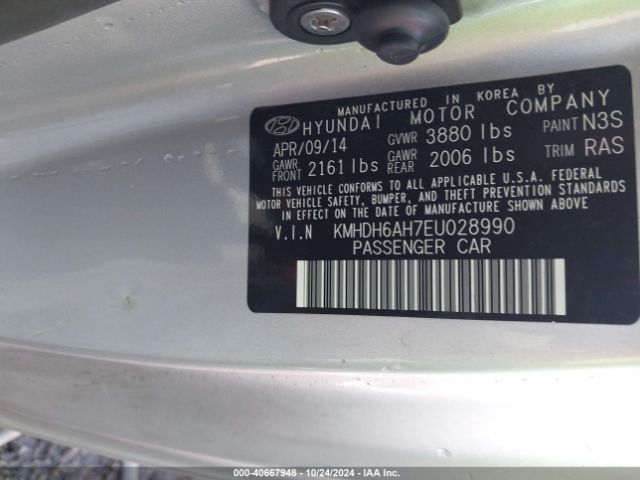 MANUFACTURED IN KOREA BY
HYUNDAI MOTOR COMPANY
APR/09/14 GVWR 3880 lbs PAINT N3S
GAWR FRONT 2161 lbs GAWR REAR 2006 lbs TRIM RAS
THIS VEHICLE CONFORMS TO ALL APPLICABLE U.S.A. FEDERAL
MOTOR VEHICLE SAFETY, BUMPER, AND THEFT PREVENTION STANDARDS
IN EFFECT ON THE DATE OF MANUFACTURE SHOWN ABOVE
V.I.N KMHDH6AH7EU028990
PASSENGER CAR
000-40667948 - 10/24/2024 - IAA Inc.